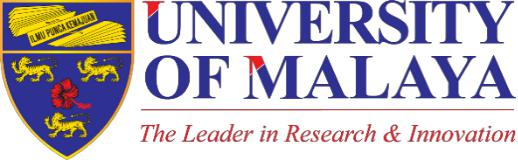 ILMU PUNCA KEMAJUAN
UNIVERSITY
OF MALAYA
The Leader in Research & Innovation